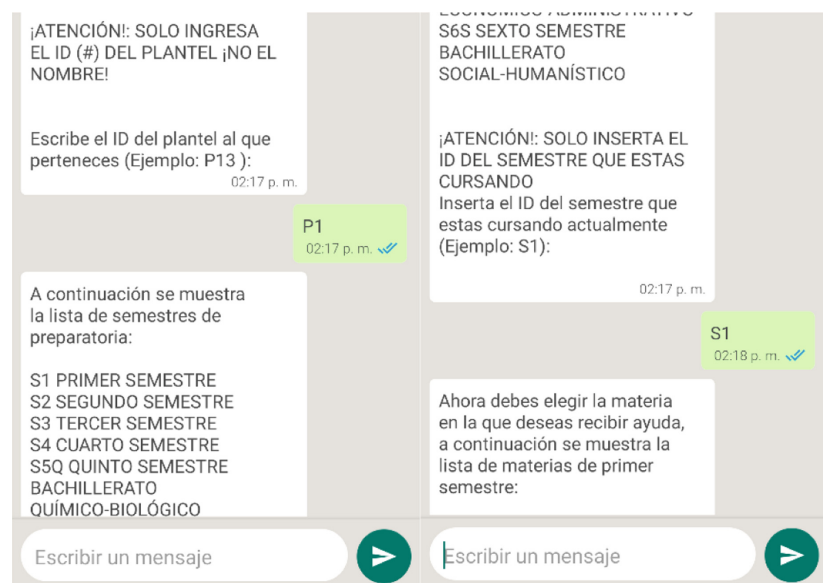 ¡ATENCIÓN!: SOLO INGRESA
EL ID (#) DEL PLANTEL ¡NO EL
NOMBRE!
Escribe el ID del plantel al que
perteneces (Ejemplo: P13 ):
02:17 p. m.
P1
02:17 p. m.
A continuación se muestra
la lista de semestres de
preparatoria:
S1 PRIMER SEMESTRE
S2 SEGUNDO SEMESTRE
S3 TERCER SEMESTRE
S4 CUARTO SEMESTRE
S5Q QUINTO SEMESTRE
BACHILLERATO
QUÍMICO-BIOLÓGICO
Escribir un mensaje
ECONÓMICO-ADMINISTRATIVO
S6S SEXTO SEMESTRE
BACHILLERATO
SOCIAL-HUMANÍSTICO
¡ATENCIÓN!: SOLO INSERTA EL
ID DEL SEMESTRE QUE ESTAS
CURSANDO
Inserta el ID del semestre que
estas cursando actualmente
(Ejemplo: S1):
02:17 p. m.
S1
02:18 p. m.
Ahora debes elegir la materia
en la que deseas recibir ayuda,
a continuación se muestra la
lista de materias de primer
semestre:
Escribir un mensaje